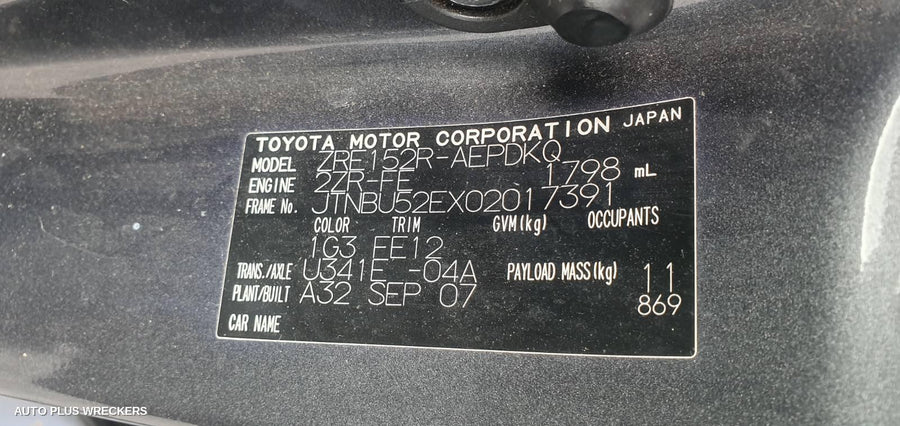 TOYOTA MOTOR CORPORATION JAPAN
MODEL ZRE152R-AEPDKQ
ENGINE 2ZR-FE 1798 mL
FRAME No. JTNBU52EX02017391
COLOR TRIM GVM(kg) OCCUPANTS
1G3 FE12
TRANS./AXLE U341E -04A PAYLOAD MASS(kg) 11
PLANT/BUILT A32 SEP 07 869
CAR NAME
AUTO PLUS WRECKERS